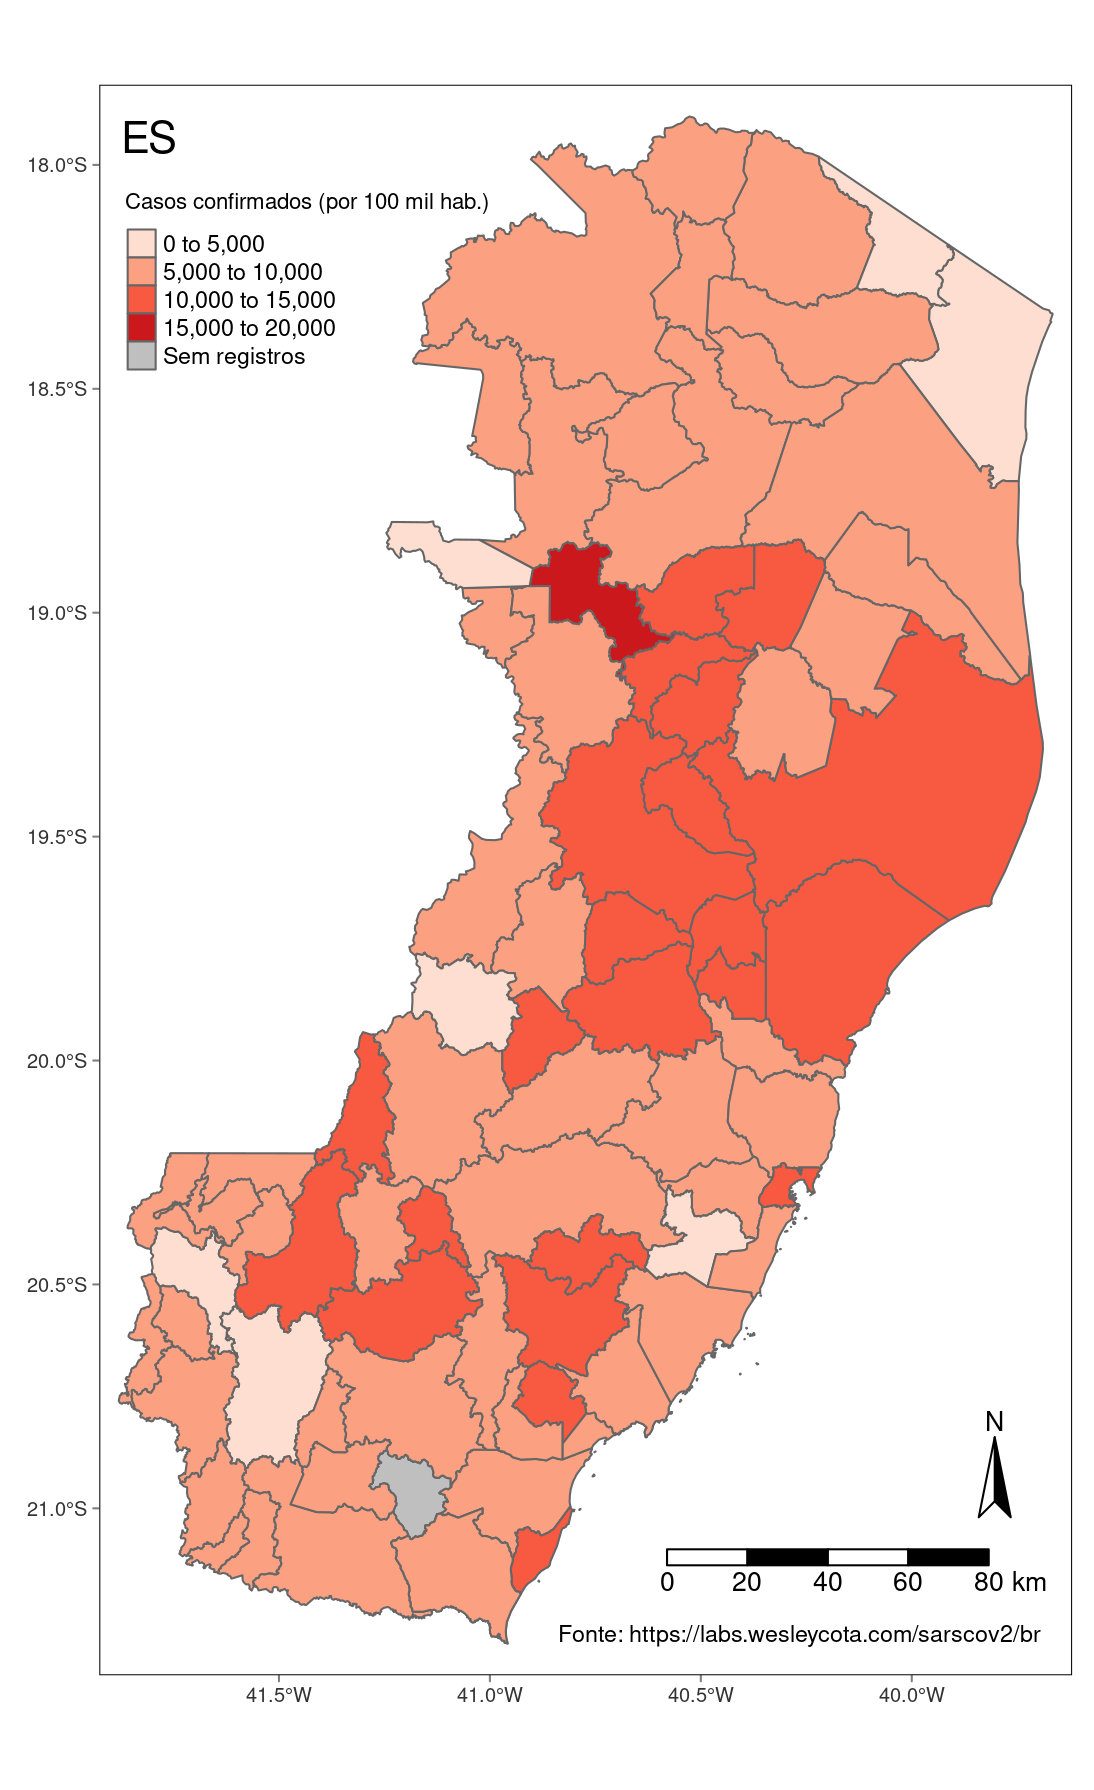 ES
Casos confirmados (por 100 mil hab.)
0 to 5,000
5,000 to 10,000
10,000 to 15,000
15,000 to 20,000
Sem registros
18.0°S
18.5°S
19.0°S
19.5°S
20.0°S
20.5°S
21.0°S
N
0 20 40 60 80 km
Fonte: https://labs.wesleycota.com/sarscov2/br
41.5°W 41.0°W 40.5°W 40.0°W